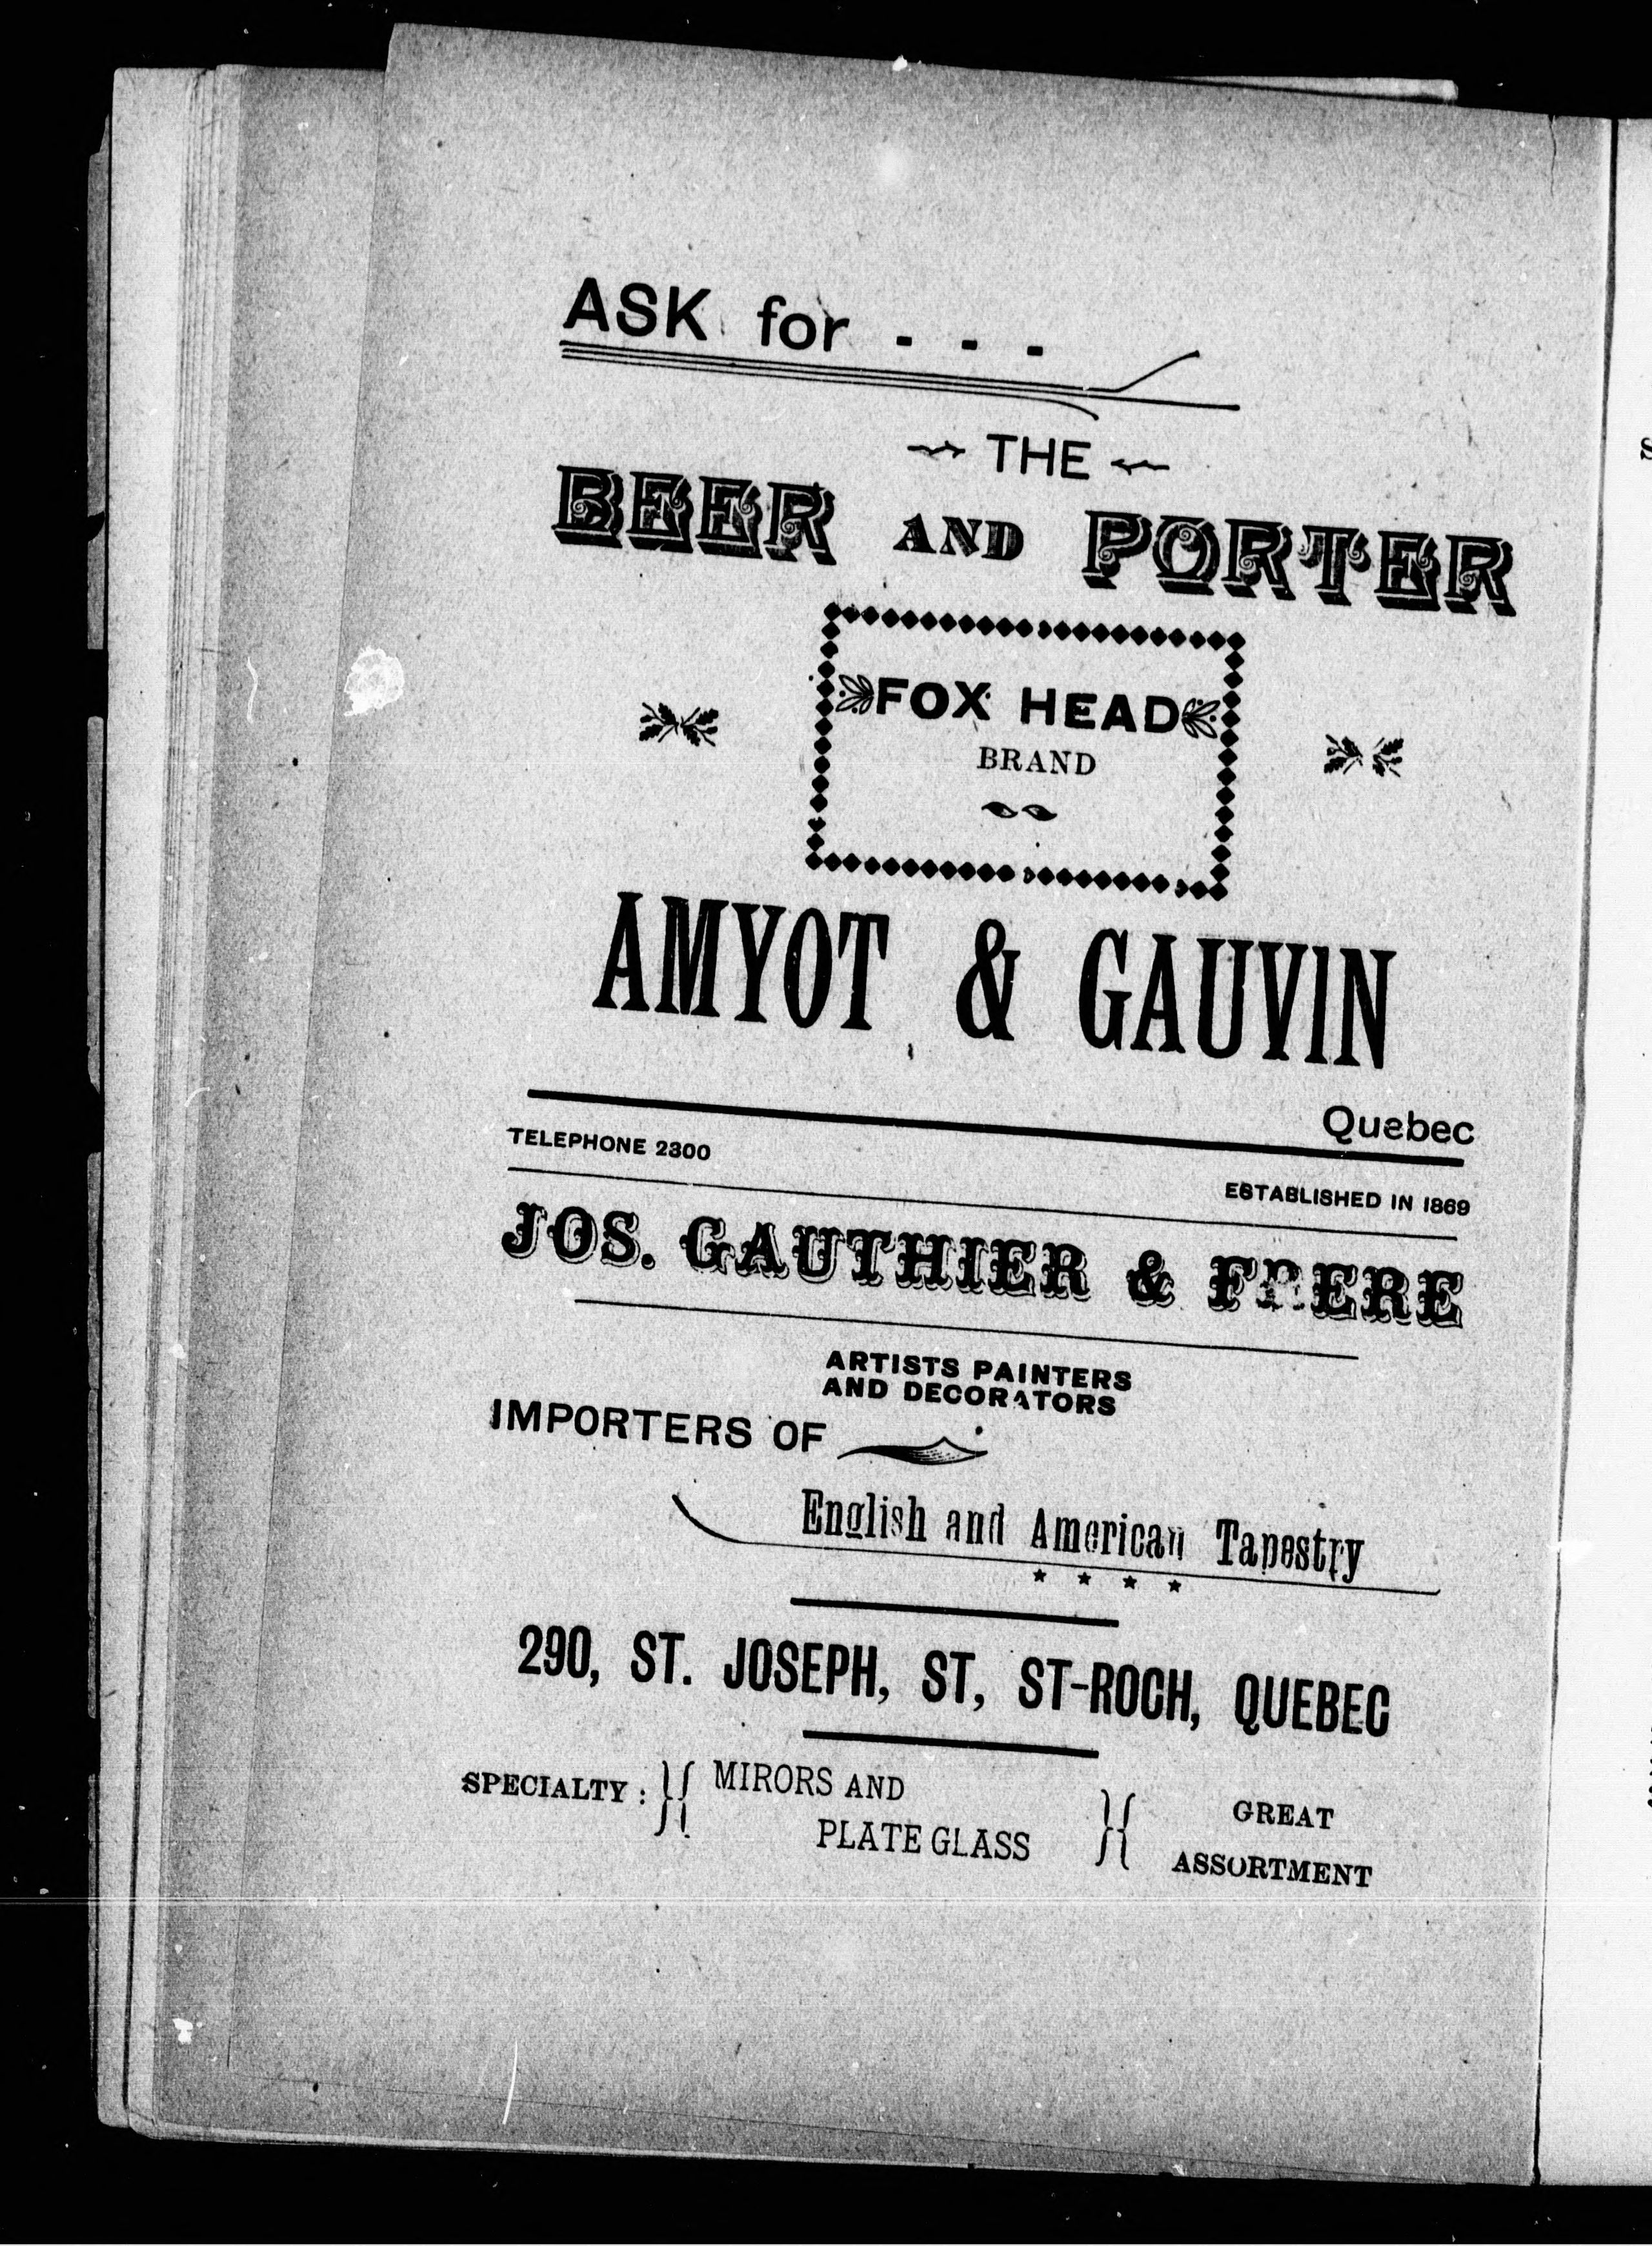 ASK for - - -
THE
BEER AND PORTER
FOX HEAD
BRAND
AMYOT & GAUVIN
Quebec
TELEPHONE 2300
ESTABLISHED IN 1869
JOS. GAUTHIER & FRERE
ARTISTS PAINTERS
AND DECORATORS
IMPORTERS OF
English and American Tapestry
* * * *
290, ST. JOSEPH, ST, ST-ROCH, QUEBEC
SPECIALTY : }{ MIRORS AND
PLATE GLASS }{ GREAT
ASSORTMENT